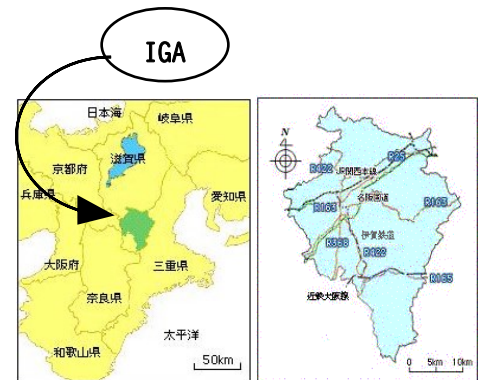 IGA
日本海
岐阜県
滋賀県
京都府
兵庫県
愛知県
大阪府
三重県
奈良県
太平洋
和歌山県
50km
N
R422
R25
JR関西本線
名阪国道
R163
R163
伊賀鉄道
R368
R422
R165
近鉄大阪線
0 5km 10km